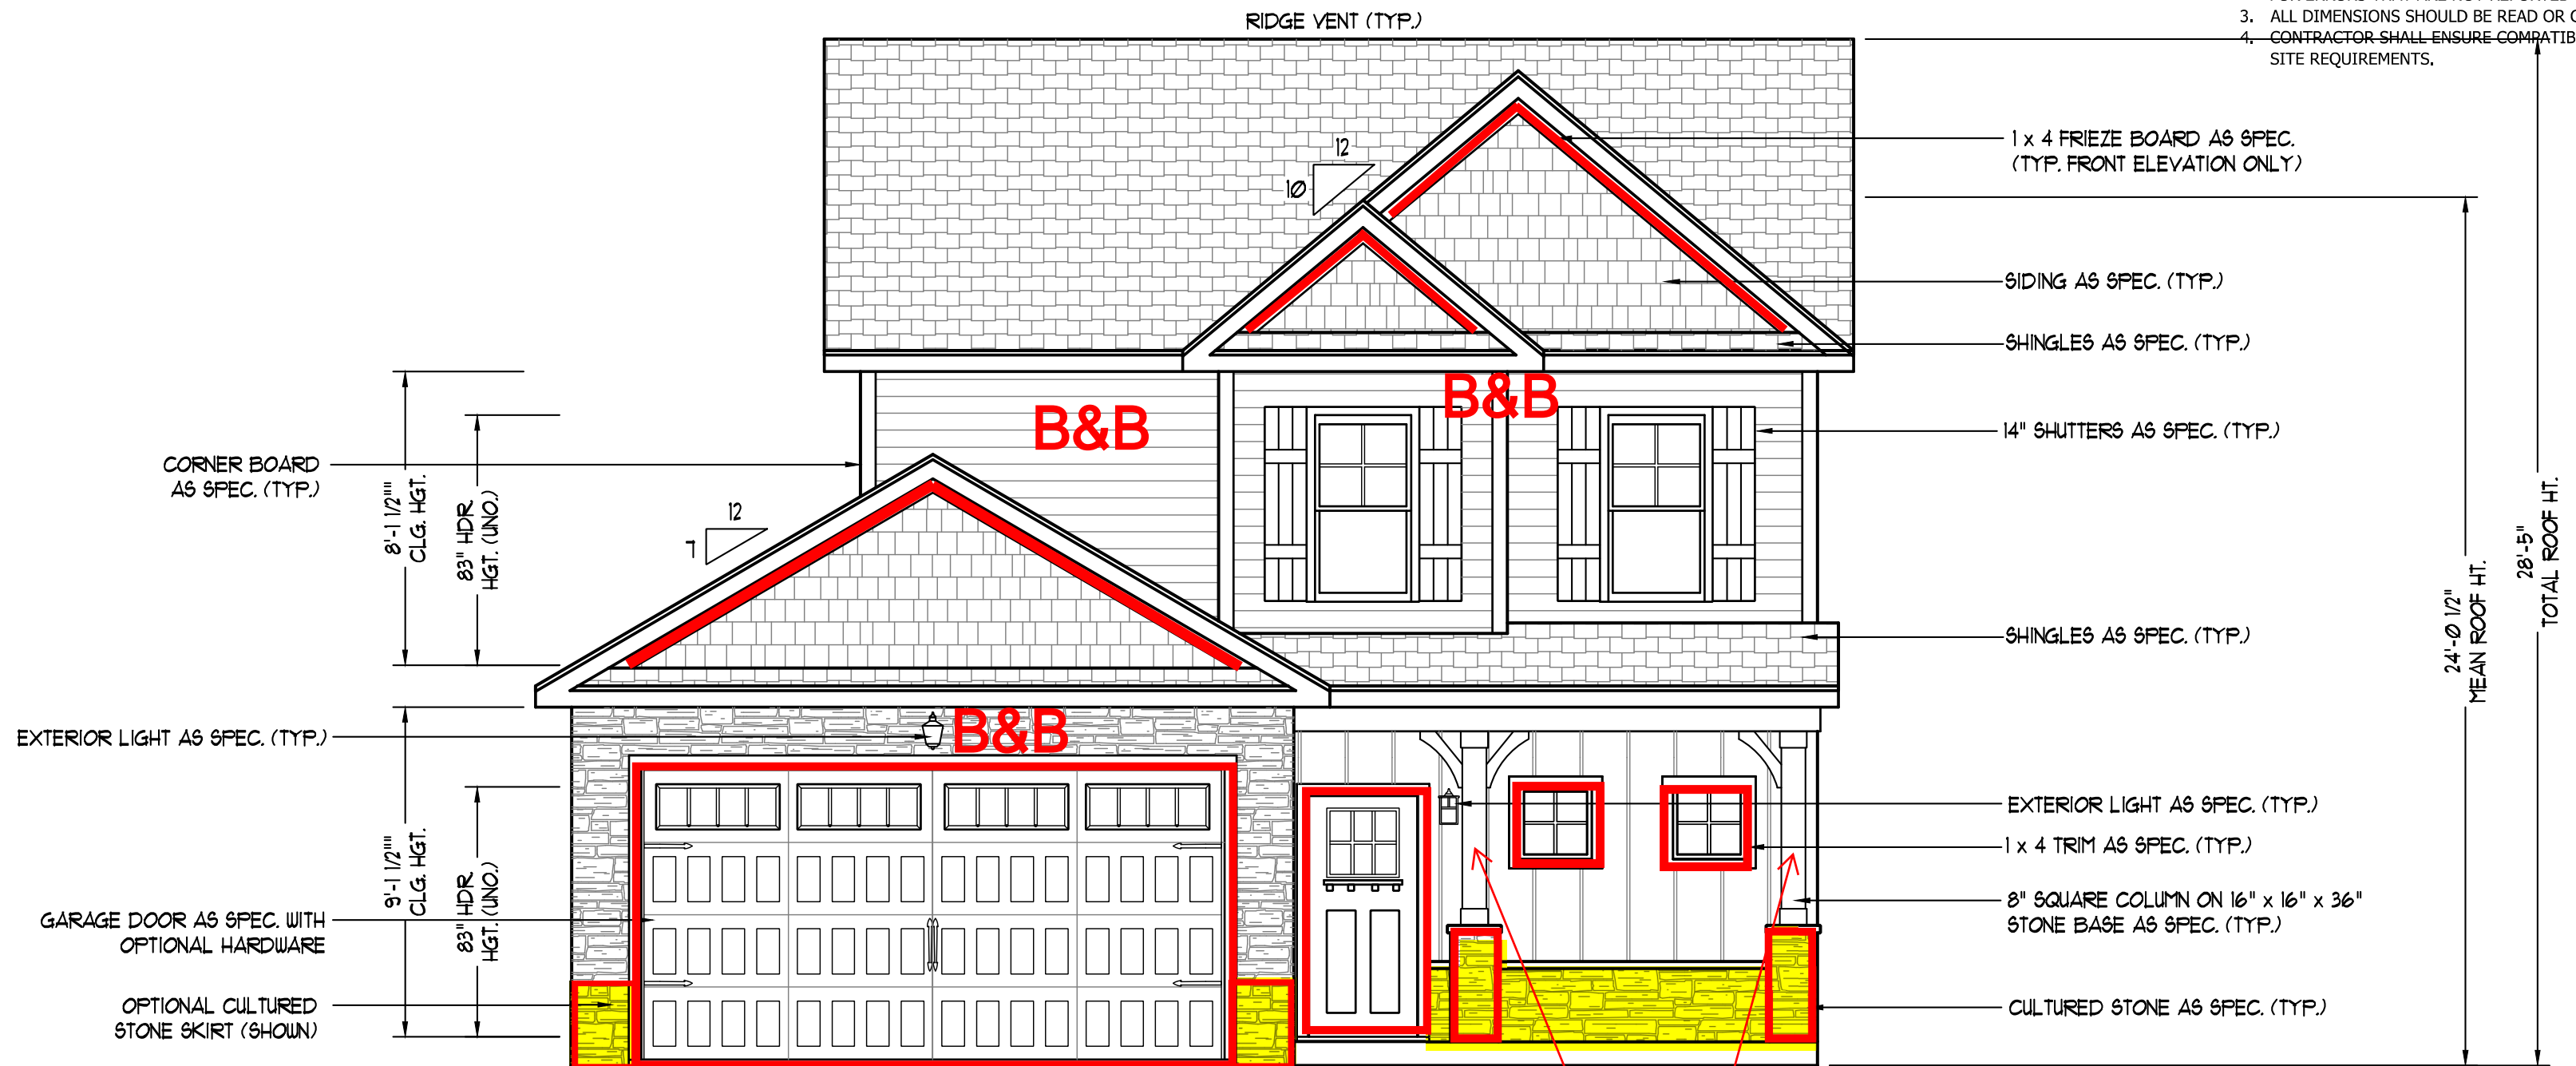 FOR ERRORS THAT ARE NOT REPORTED
3. ALL DIMENSIONS SHOULD BE READ OR
4. CONTRACTOR SHALL ENSURE COMPATIB
SITE REQUIREMENTS.
RIDGE VENT (TYP.)
12
10
1 x 4 FRIEZE BOARD AS SPEC.
(TYP. FRONT ELEVATION ONLY)
SIDING AS SPEC. (TYP.)
SHINGLES AS SPEC. (TYP.)
B&B
B&B
14" SHUTTERS AS SPEC. (TYP.)
CORNER BOARD
AS SPEC. (TYP.)
8'-1 1/2""
CLG. HGT.
83" HDR
HGT. (UNO.)
12
7
SHINGLES AS SPEC. (TYP.)
24'-0 1/2"
MEAN ROOF HT.
28'-5"
TOTAL ROOF HT.
EXTERIOR LIGHT AS SPEC. (TYP.)
B&B
EXTERIOR LIGHT AS SPEC. (TYP.)
1 x 4 TRIM AS SPEC. (TYP.)
9'-1 1/2""
CLG. HGT.
83" HDR
HGT. (UNO.)
8" SQUARE COLUMN ON 16" x 16" x 36"
STONE BASE AS SPEC. (TYP.)
GARAGE DOOR AS SPEC. WITH
OPTIONAL HARDWARE
OPTIONAL CULTURED
STONE SKIRT (SHOWN)
CULTURED STONE AS SPEC. (TYP.)